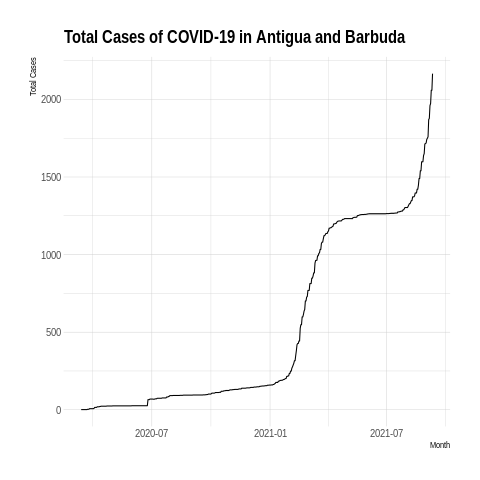 Total Cases of COVID-19 in Antigua and Barbuda
Total Cases
2000
1500
1000
500
0
2020-07 2021-01 2021-07
Month